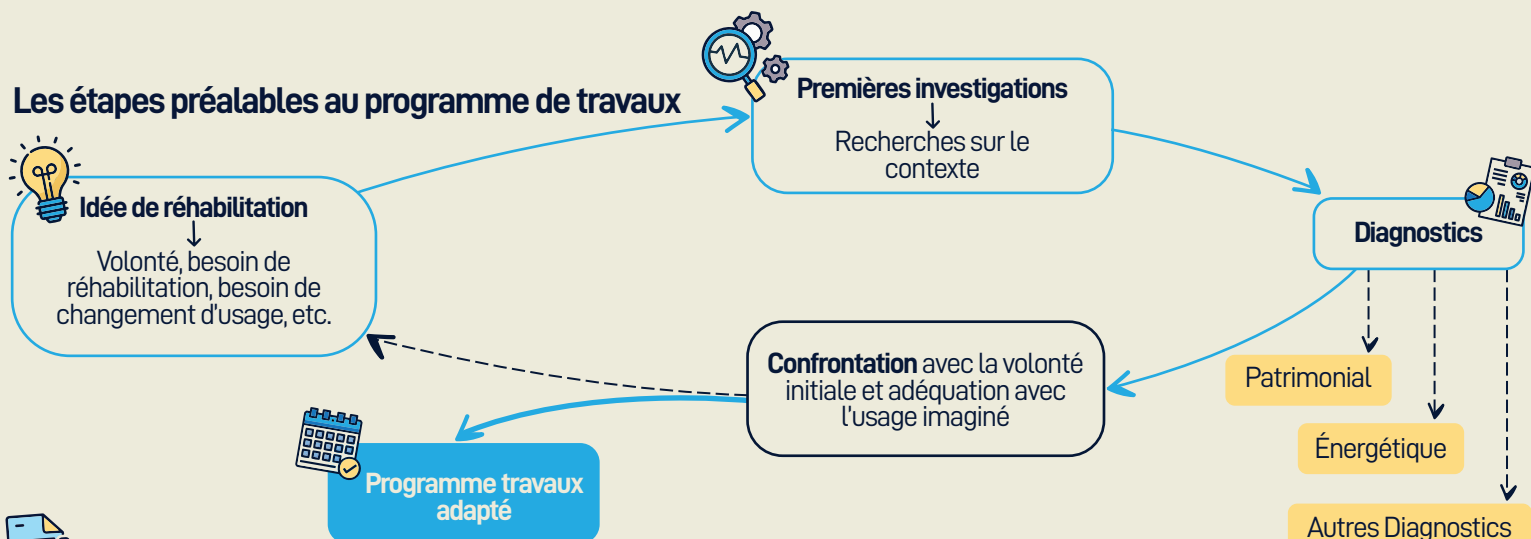 Les étapes préalables au programme de travaux
Idée de réhabilitation
Volonté, besoin de
réhabilitation, besoin de
changement d'usage, etc.
Premières investigations
Recherches sur le
contexte
Diagnostics
Patrimonial
Énergétique
Autres Diagnostics
Confrontation avec la volonté
initiale et adéquation avec
l'usage imaginé
Programme travaux
adapté